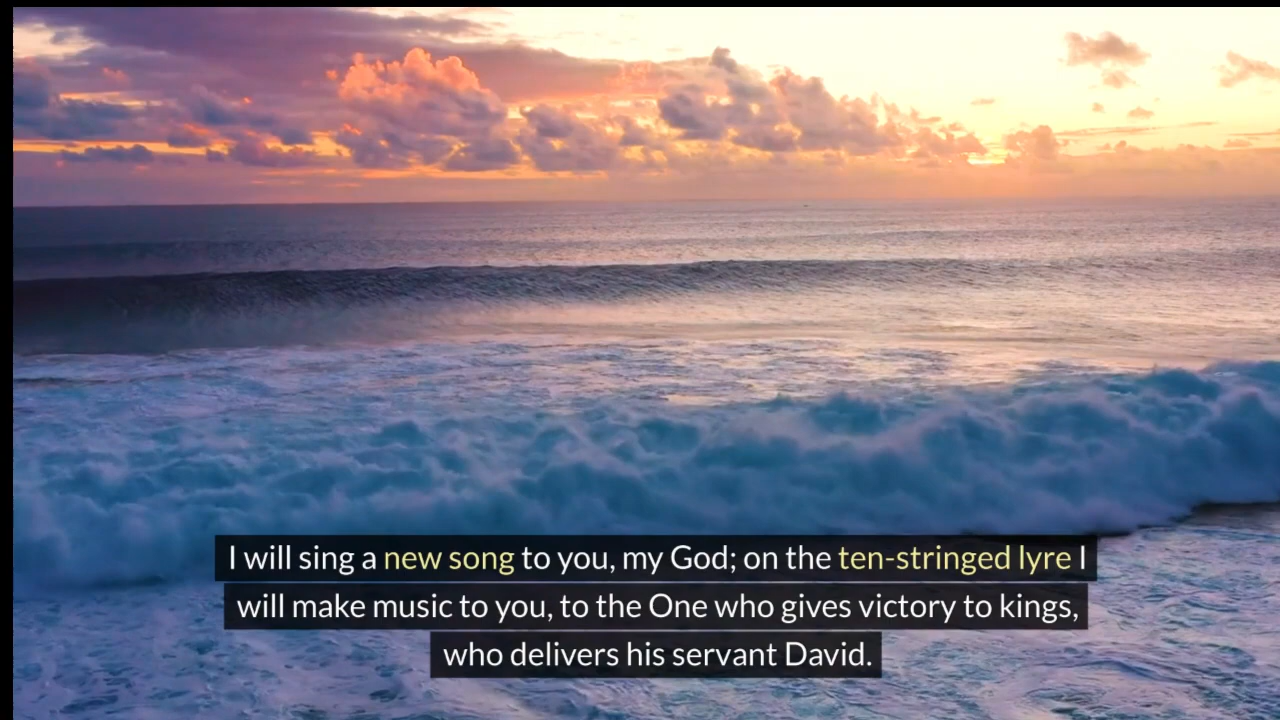 I will sing a new song to you, my God; on the ten-stringed lyre I
will make music to you, to the One who gives victory to kings,
who delivers his servant David.